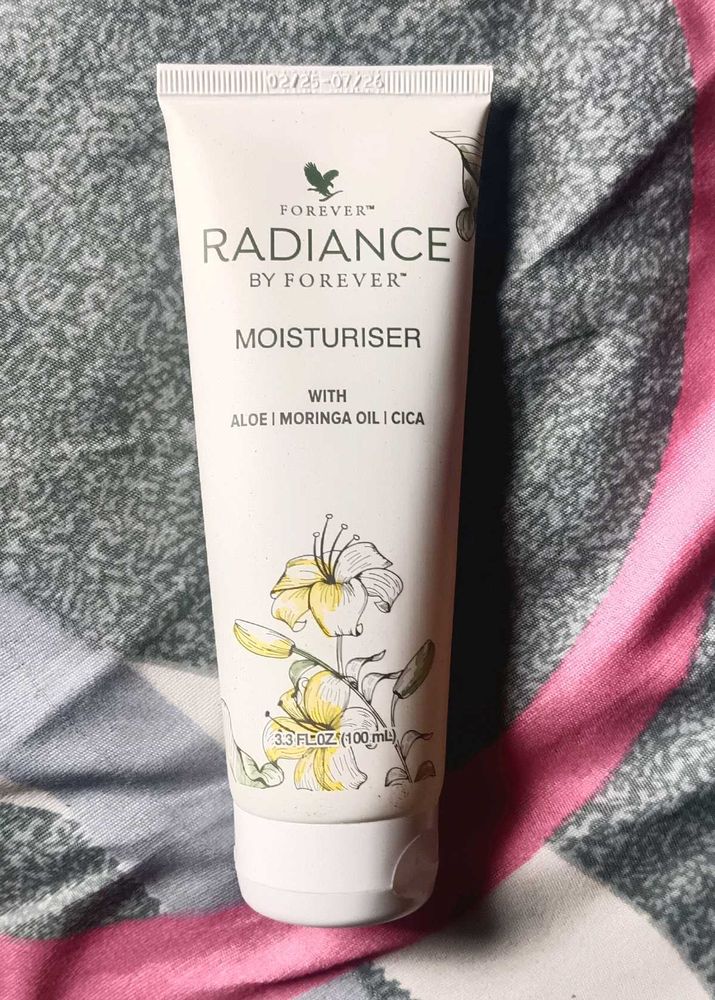 02/25-07/26
FOREVER™
RADIANCE
BY FOREVER™
MOISTURISER
WITH
ALOE | MORINGA OIL | CICA
3.3 FL.OZ. (100 mL)